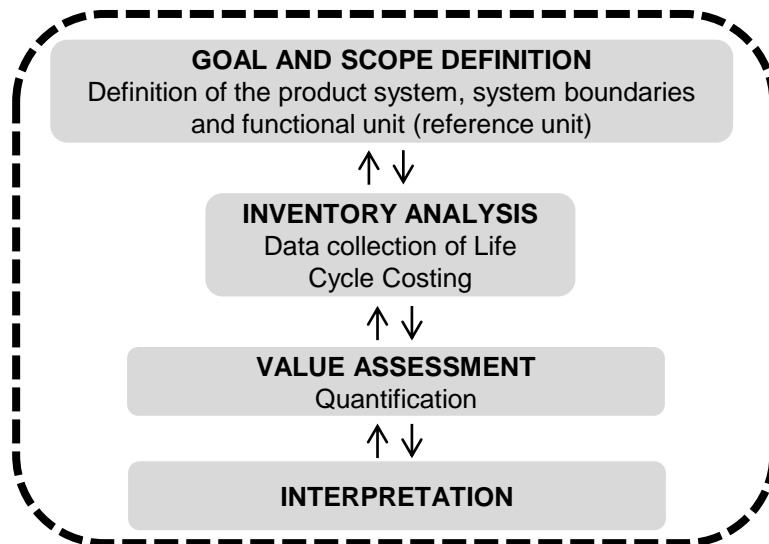 GOAL AND SCOPE DEFINITION
Definition of the product system, system boundaries
and functional unit (reference unit)
INVENTORY ANALYSIS
Data collection of Life
Cycle Costing
VALUE ASSESSMENT
Quantification
INTERPRETATION